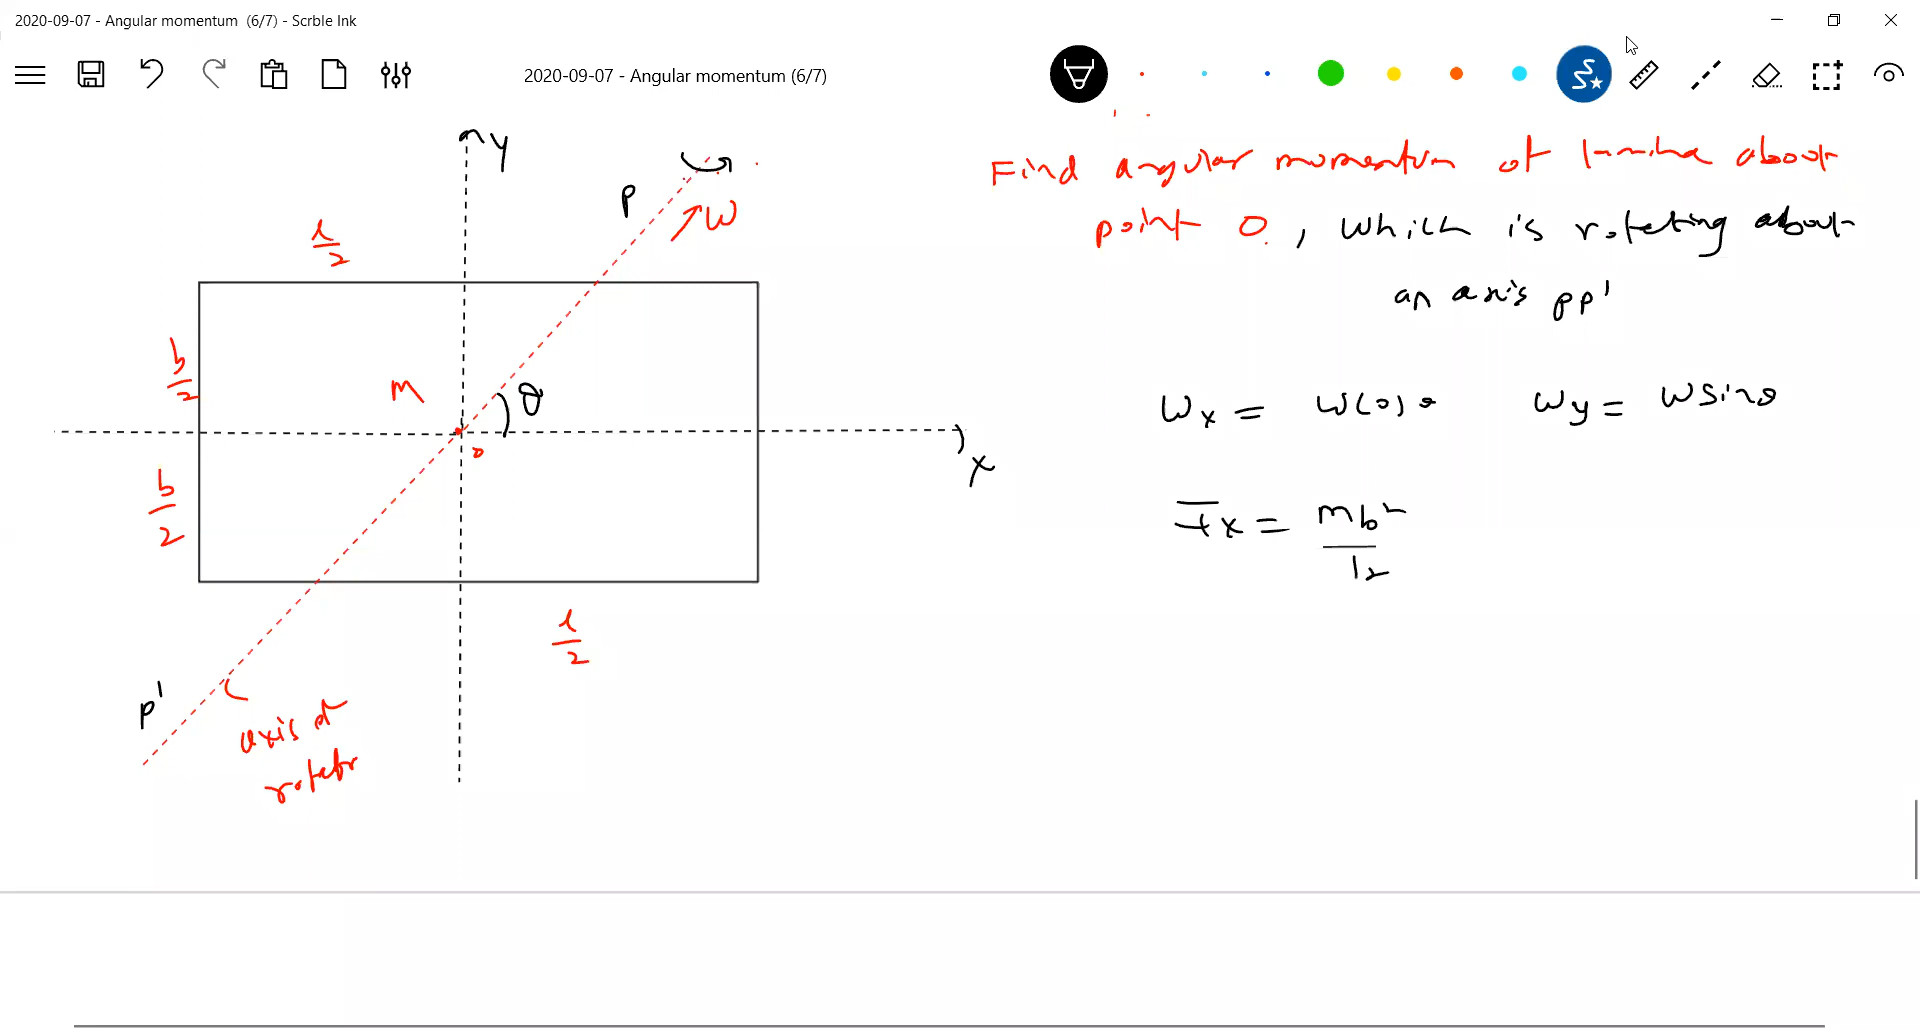 2020-09-07 - Angular momentum (6/7) - Scrble Ink
2020-09-07 - Angular momentum (6/7)
Find angular momentum of lamina about
point O, which is rotating about
an axis pp'
y
p
ω
l/2
b/2
M
θ
O
x
b/2
l/2
p'
axis of
ωx = ωcosθ ωy = ωsinθ
Ix = mb²/12